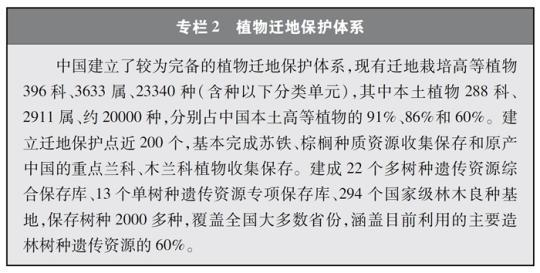 专栏 2　植物迁地保护体系
中国建立了较为完备的植物迁地保护体系,现有迁地栽培高等植物
396 科、3633 属、23340 种(含种以下分类单元),其中本土植物 288 科、
2911 属、约 20000 种,分别占中国本土高等植物的 91%、86%和 60%。建
立迁地保护点近 200 个,基本完成苏铁、棕榈种质资源收集保存和原产
中国的重点兰科、木兰科植物收集保存。建成 22 个多树种遗传资源综
合保存库、13 个单树种遗传资源专项保存库、294 个国家级林木良种基
地,保存树种 2000 多种,覆盖全国大多数省份,涵盖目前利用的主要造
林树种遗传资源的 60%。